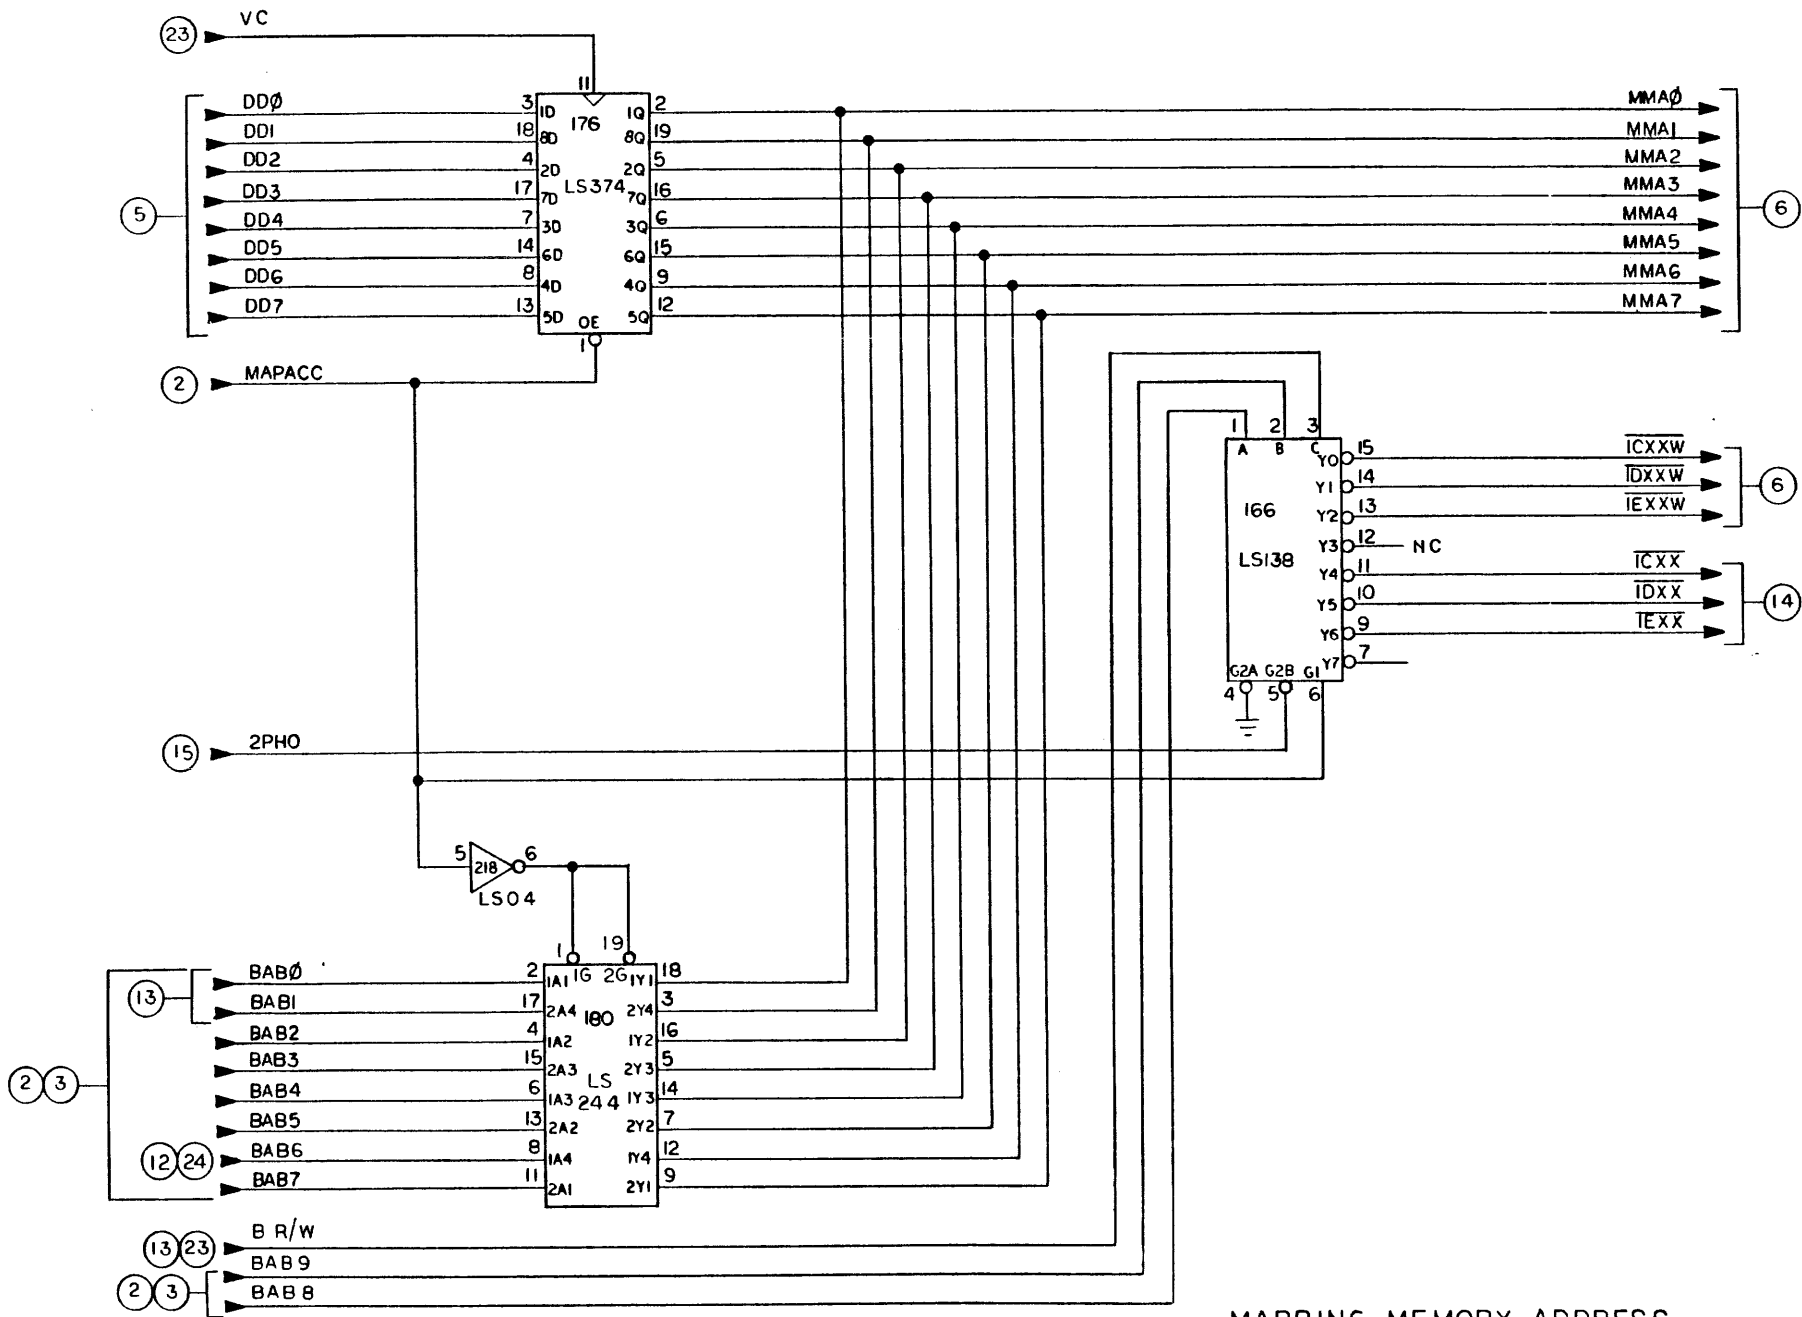 23 VC
11
DDØ 3 1D 176 1Q 2 MMAØ
DD1 18 8D 8Q 19 MMA1
DD2 4 2D 2Q 5 MMA2
DD3 17 7D LS374 7Q 16 MMA3
5 DD4 7 3D 3Q 6 MMA4 6
DD5 14 6D 6Q 15 MMA5
DD6 8 4D 4Q 9 MMA6
DD7 13 5D OE 5Q 12 MMA7
1
2 MAPACC
1 2 3
A B C
Y0 15 ICXXW
Y1 14 IDXXW 6
166 Y2 13 IEXXW
Y3 12 NC
LS138
Y4 11 ICXX
Y5 10 IDXX 14
Y6 9 IEXX
G2A G2B G1 Y7 7
4 5 6
15 2PHO
5 218 6
LS04
1 19
BABØ 2 1A1 1G 2G 1Y1 18
13
BAB1 17 2A4 180 2Y4 3
BAB2 4 1A2 1Y2 16
BAB3 15 2A3 2Y3 5
2 3 LS
BAB4 6 1A3 244 1Y3 14
BAB5 13 2A2 2Y2 7
12 24 BAB6 8 1A4 1Y4 12
BAB7 11 2A1 2Y1 9
13 23 B R/W
BAB9
2 3 BAB8
MAPPING MEMORY ADDRESS